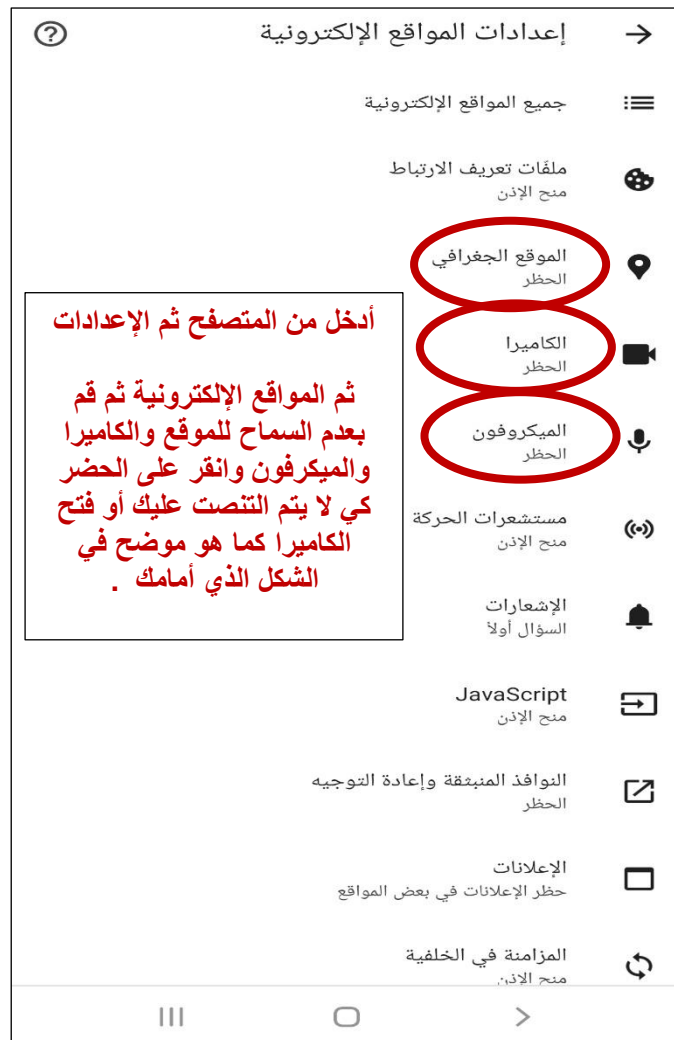 إعدادات المواقع الإلكترونية
جميع المواقع الإلكترونية
ملفّات تعريف الارتباط
منح الإذن
الموقع الجغرافي
الحظر
الكاميرا
الحظر
الميكروفون
الحظر
أدخل من المتصفح ثم الإعدادات
ثم المواقع الإلكترونية ثم قم
بعدم السماح للموقع والكاميرا
والميكرفون وانقر على الحضر
كي لا يتم التنصت عليك أو فتح
الكاميرا كما هو موضح في
الشكل الذي أمامك .
مستشعرات الحركة
منح الإذن
الإشعارات
السؤال أولاً
JavaScript
منح الإذن
النوافذ المنبثقة وإعادة التوجيه
الحظر
الإعلانات
حظر الإعلانات في بعض المواقع
المزامنة في الخلفية
منح الإذن